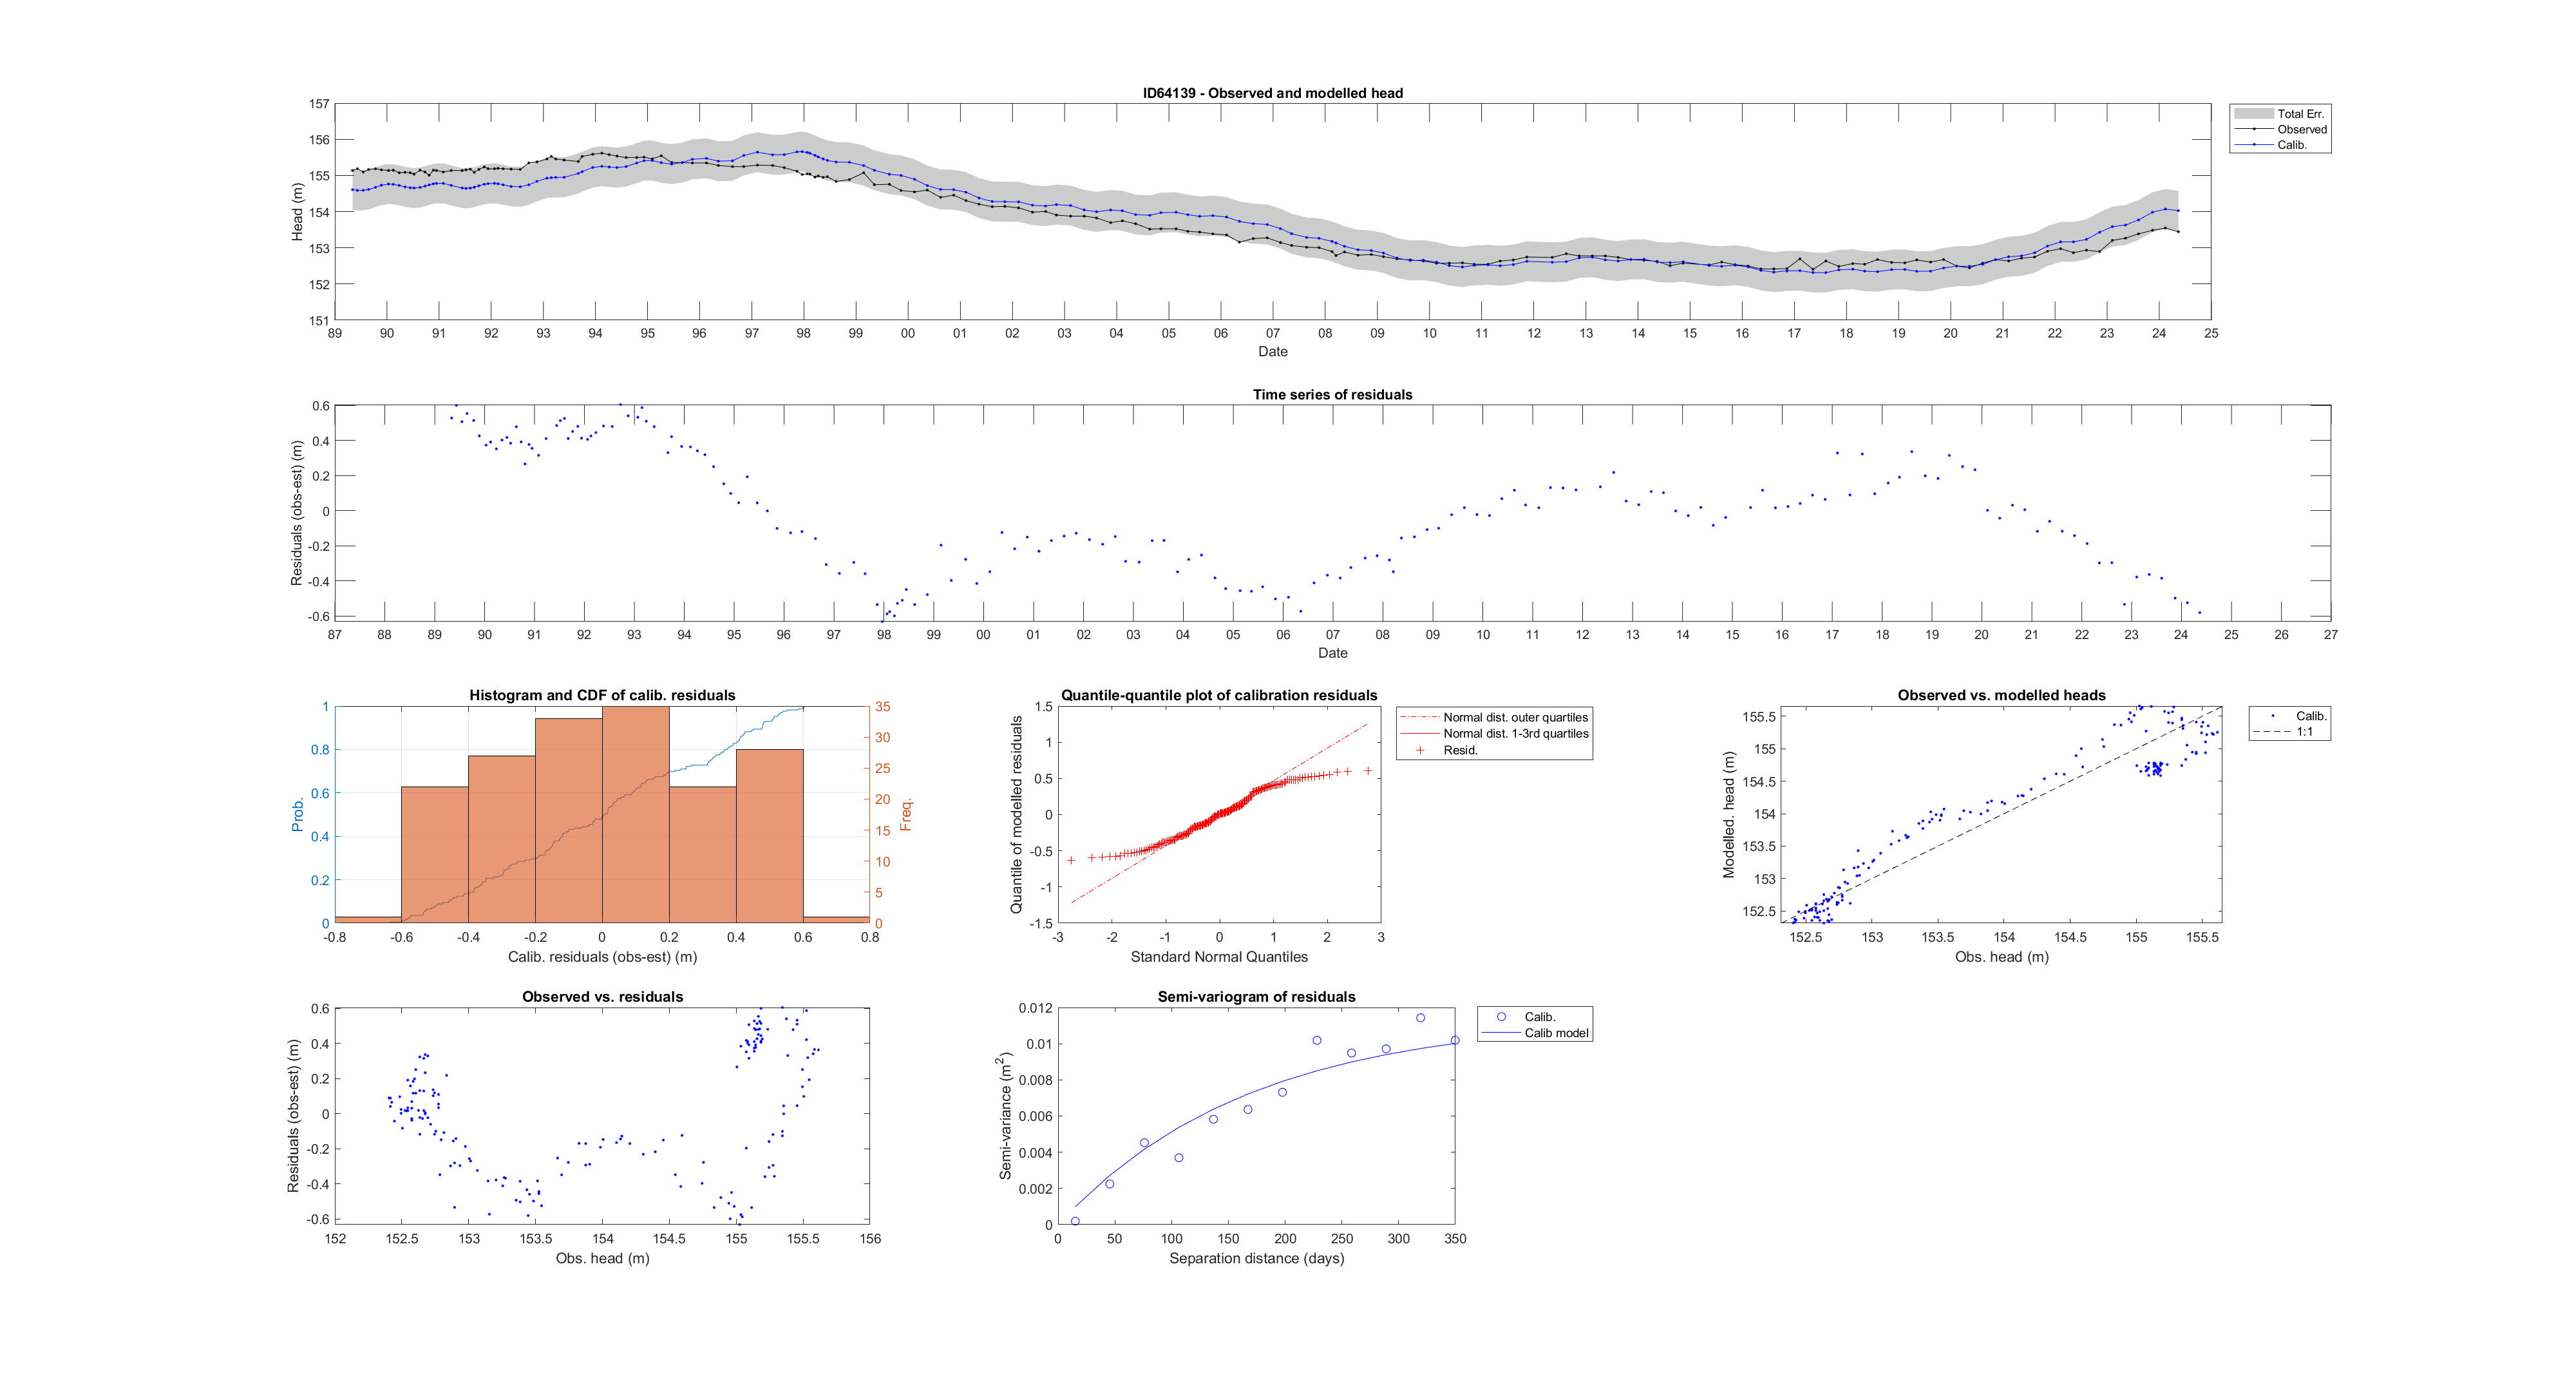 ID64139 - Observed and modelled head
157
156
155
154
153
152
151
Head (m)
89 90 91 92 93 94 95 96 97 98 99 00 01 02 03 04 05 06 07 08 09 10 11 12 13 14 15 16 17 18 19 20 21 22 23 24 25
Date
Total Err.
Observed
Calib.
Time series of residuals
0.6
0.4
0.2
0
-0.2
-0.4
-0.6
Residuals (obs-est) (m)
87 88 89 90 91 92 93 94 95 96 97 98 99 00 01 02 03 04 05 06 07 08 09 10 11 12 13 14 15 16 17 18 19 20 21 22 23 24 25 26 27
Date
Histogram and CDF of calib. residuals
1
0.8
0.6
0.4
0.2
0
Prob.
35
30
25
20
15
10
5
0
Freq.
-0.8 -0.6 -0.4 -0.2 0 0.2 0.4 0.6 0.8
Calib. residuals (obs-est) (m)
Quantile-quantile plot of calibration residuals
1.5
1
0.5
0
-0.5
-1
-1.5
Quantile of modelled residuals
-3 -2 -1 0 1 2 3
Standard Normal Quantiles
Normal dist. outer quartiles
Normal dist. 1-3rd quartiles
Resid.
Observed vs. modelled heads
155.5
155
154.5
154
153.5
153
152.5
Modelled. head (m)
152.5 153 153.5 154 154.5 155 155.5
Obs. head (m)
Calib.
1:1
Observed vs. residuals
0.6
0.4
0.2
0
-0.2
-0.4
-0.6
Residuals (obs-est) (m)
152 152.5 153 153.5 154 154.5 155 155.5 156
Obs. head (m)
Semi-variogram of residuals
0.012
0.01
0.008
0.006
0.004
0.002
0
Semi-variance (m²)
0 50 100 150 200 250 300 350
Separation distance (days)
Calib.
Calib model